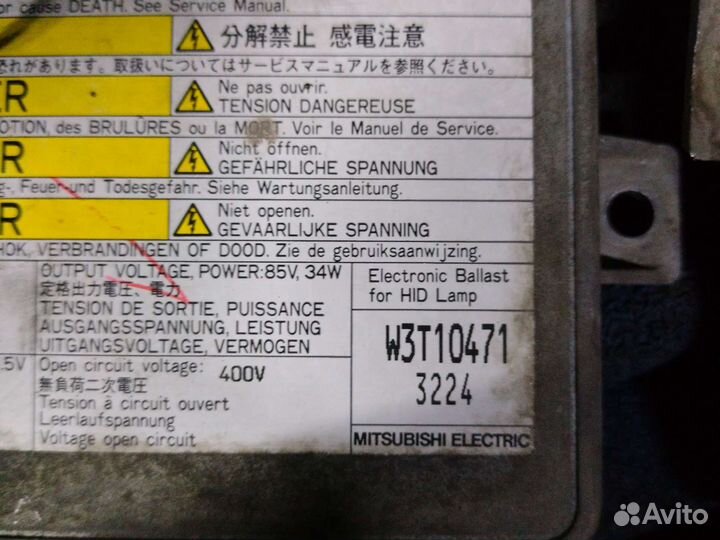 or cause DEATH. See Service Manual.
分解禁止 感電注意
恐れがあります。取扱いについてはサービスマニュアルを参照ください。
ER
Ne pas ouvrir.
TENSION DANGEREUSE
OTION, des BRULÛRES ou la MORT. Voir le Manuel de Service.
R
Nicht öffnen.
GEFÄHRLICHE SPANNUNG
g-, Feuer-und Todesgefahr. Siehe Wartungsanleitung.
R
Niet openen.
GEVAARLIJKE SPANNING
HOK, VERBRANDINGEN OF DOOD. Zie de gebruiksaanwijzing.
OUTPUT VOLTAGE, POWER:85V, 34W
定格出力電圧、電力
TENSION DE SORTIE, PUISSANCE
AUSGANGSSPANNUNG, LEISTUNG
UITGANGSVOLTAGE, VERMOGEN
Electronic Ballast
for HID Lamp
W3T10471
3224
.5V
Open circuit voltage: 400V
無負荷二次電圧
Tension à circuit ouvert
Leerlaufspannung
Voltage open circuit
MITSUBISHI ELECTRIC
Avito